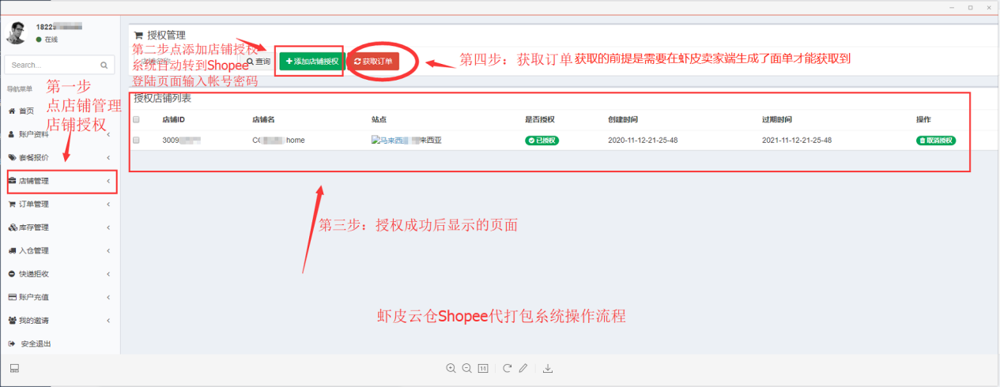 1822
在线
Search...
导航菜单
首页
账户资料
套餐报价
店铺管理
订单管理
库存管理
入仓管理
快递拒收
账户充值
我的邀请
安全退出
第一步
点店铺管理
店铺授权
授权管理
第二步点添加店铺授权
系统自动转到Shopee
登陆页面输入帐号密码
查询
添加店铺授权
获取订单
第四步：获取订单 获取的前提是需要在虾皮卖家端生成了面单才能获取到
授权店铺列表
店铺ID 店铺名 站点 是否授权 创建时间 过期时间 操作
3009 home 马来西亚 来西亚 已授权 2020-11-12-21-25-48 2021-11-12-21-25-48 取消授权
第三步：授权成功后显示的页面
虾皮云仓Shopee代打包系统操作流程